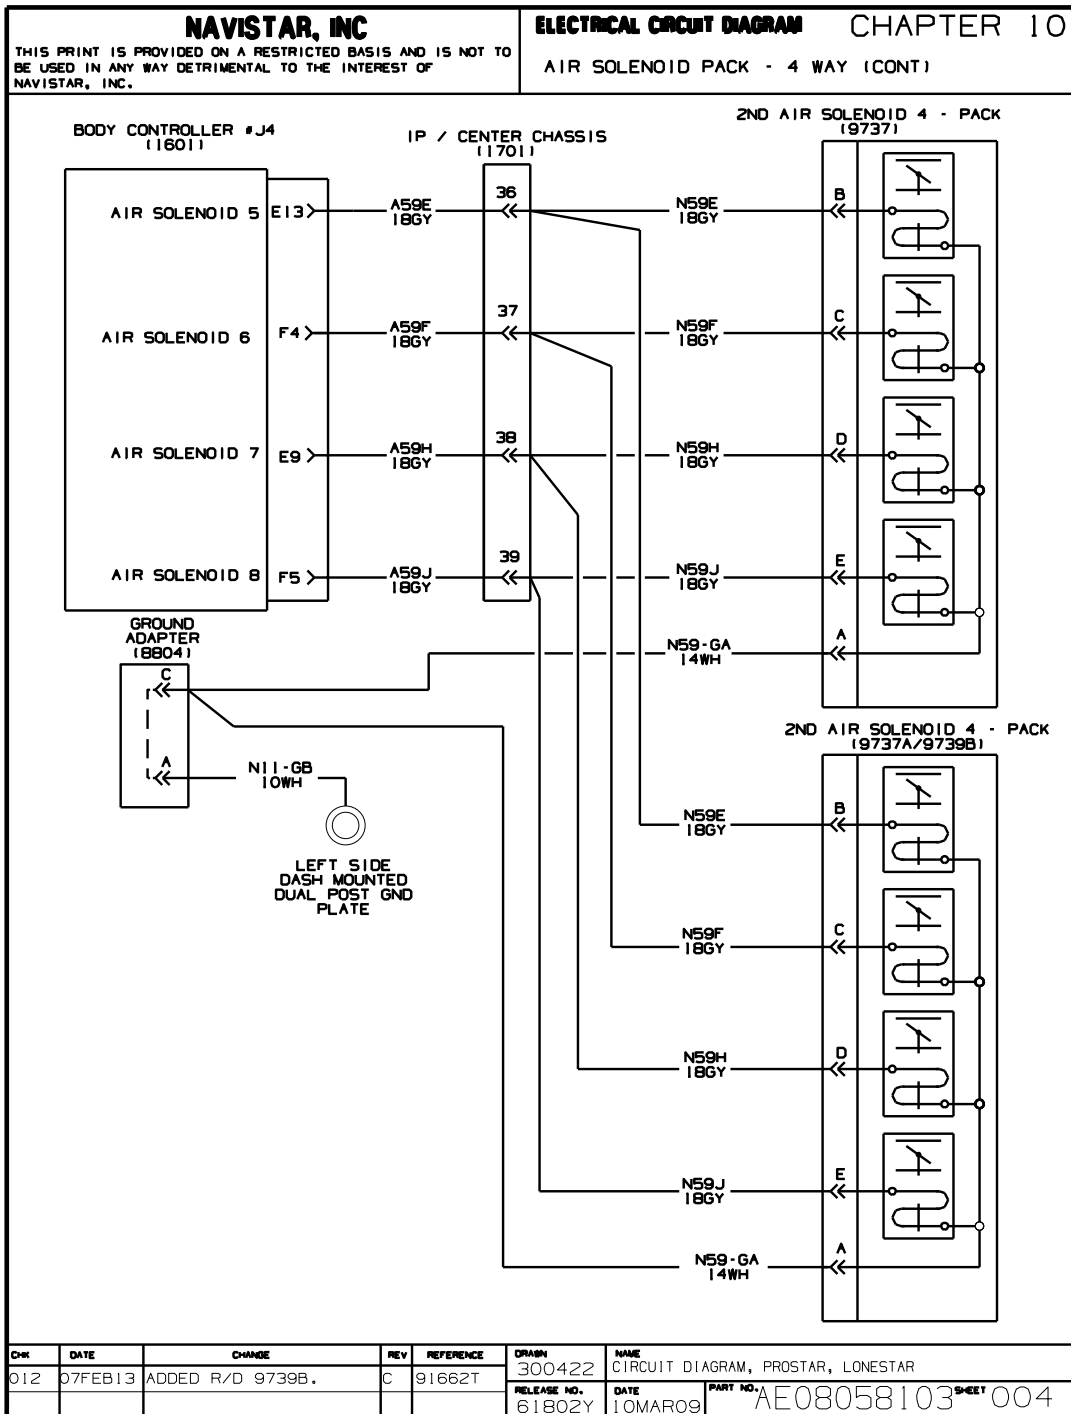 NAVISTAR, INC
THIS PRINT IS PROVIDED ON A RESTRICTED BASIS AND IS NOT TO
BE USED IN ANY WAY DETRIMENTAL TO THE INTEREST OF
NAVISTAR, INC.
ELECTRICAL CIRCUIT DIAGRAM CHAPTER 10
AIR SOLENOID PACK - 4 WAY (CONT)
BODY CONTROLLER #J4
(1601)
IP / CENTER CHASSIS
(1701)
2ND AIR SOLENOID 4 - PACK
(9737)
AIR SOLENOID 5 E13
A59E
18GY
36
N59E
18GY
B
AIR SOLENOID 6 F4
A59F
18GY
37
N59F
18GY
C
AIR SOLENOID 7 E9
A59H
18GY
38
N59H
18GY
D
AIR SOLENOID 8 F5
A59J
18GY
39
N59J
18GY
E
GROUND
ADAPTER
(8804)
C
N59-GA
14WH
A
A
N11-GB
10WH
LEFT SIDE
DASH MOUNTED
DUAL POST GND
PLATE
2ND AIR SOLENOID 4 - PACK
(9737A/9739B)
N59E
18GY
B
N59F
18GY
C
N59H
18GY
D
N59J
18GY
E
N59-GA
14WH
A
CHK DATE CHANGE REV REFERENCE
012 07FEB13 ADDED R/D 9739B. C 91662T
DRAWN
300422
NAME
CIRCUIT DIAGRAM, PROSTAR, LONESTAR
RELEASE NO.
61802Y
DATE
10MAR09
PART NO. AE08058103 SHEET 004